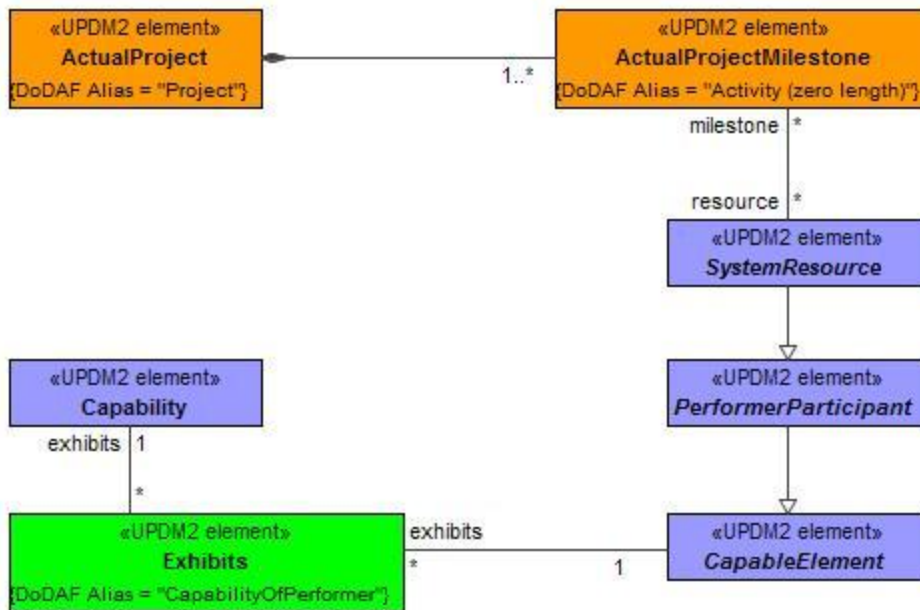 «UPDM2 element»
ActualProject
{DoDAF Alias = "Project"}
«UPDM2 element»
ActualProjectMilestone
{DoDAF Alias = "Activity (zero length)"}
1..*
milestone *
resource *
«UPDM2 element»
SystemResource
«UPDM2 element»
PerformerParticipant
«UPDM2 element»
Capability
exhibits 1
*
«UPDM2 element»
Exhibits
{DoDAF Alias = "CapabilityOfPerformer"}
exhibits
*
1
«UPDM2 element»
CapableElement